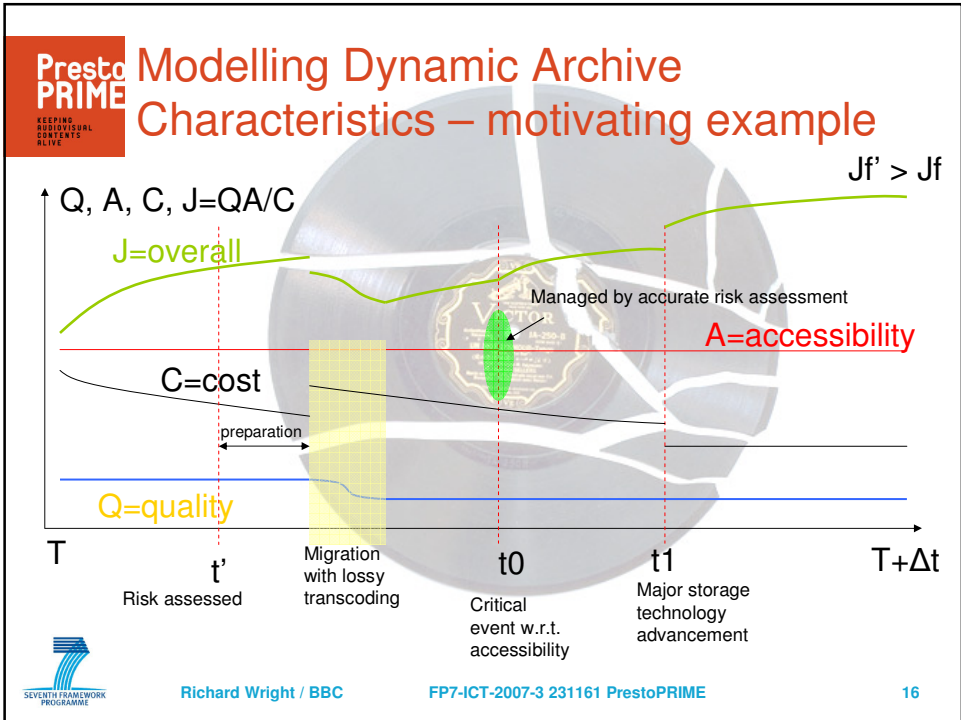 Presto
PRIME
KEEPING
AUDIOVISUAL
CONTENTS
ALIVE
Modelling Dynamic Archive
Characteristics – motivating example
Jf' > Jf
Q, A, C, J=QA/C
J=overall
Managed by accurate risk assessment
VICTOR
A=accessibility
C=cost
preparation
Q=quality
T
t'
Risk assessed
Migration
with lossy
transcoding
t0
Critical
event w.r.t.
accessibility
t1
Major storage
technology
advancement
T+Δt
7
SEVENTH FRAMEWORK
PROGRAMME
Richard Wright / BBC
FP7-ICT-2007-3 231161 PrestoPRIME
16